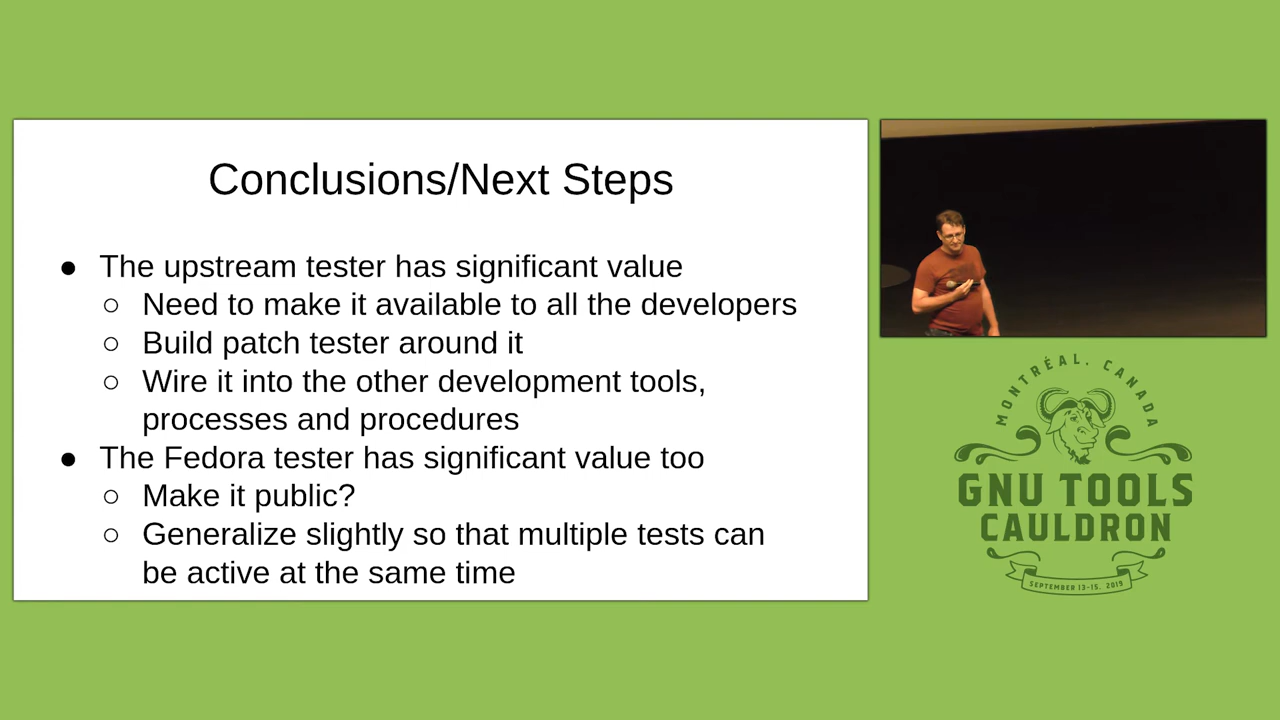 Conclusions/Next Steps
● The upstream tester has significant value
○ Need to make it available to all the developers
○ Build patch tester around it
○ Wire it into the other development tools,
processes and procedures
● The Fedora tester has significant value too
○ Make it public?
○ Generalize slightly so that multiple tests can
be active at the same time
MONTRÉAL. CANADA
GNU TOOLS
CAULDRON
SEPTEMBER 13-15, 2019